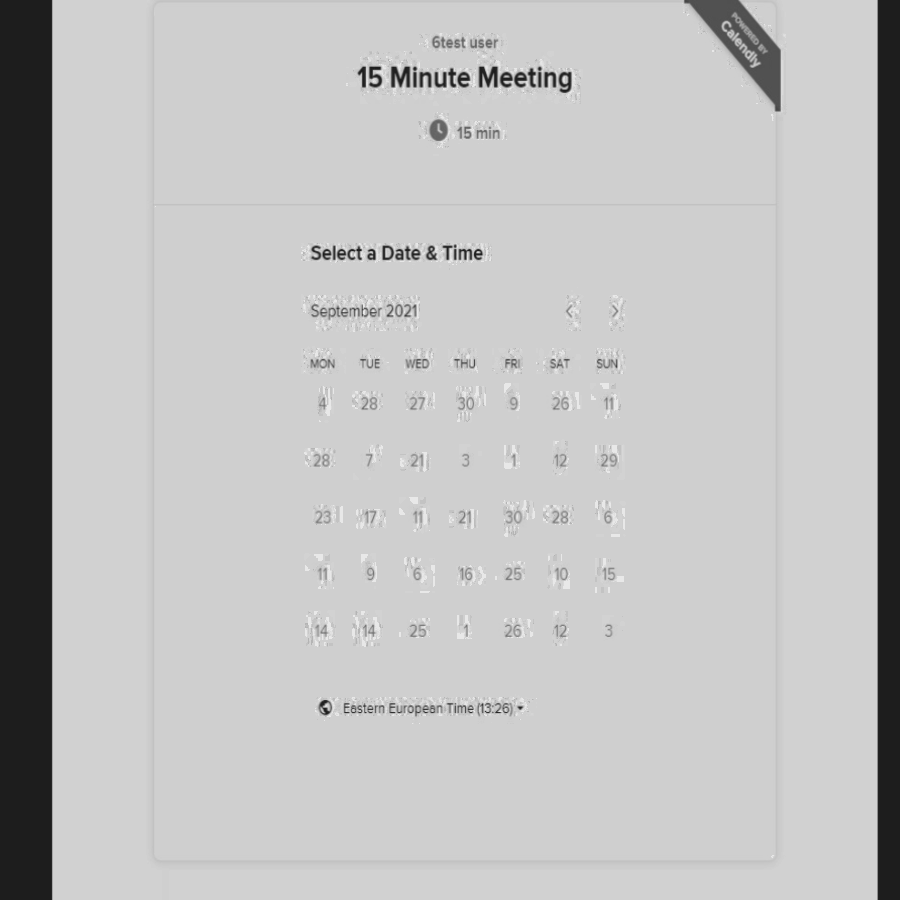 POWERED BY
Calendly
6test user
15 Minute Meeting
15 min
Select a Date & Time
September 2021
MON TUE WED THU FRI SAT SUN
4 28 27 30 9 26 11
28 7 21 3 1 12 29
23 17 11 21 30 28 6
11 9 6 16 25 10 15
14 14 25 1 26 12 3
Eastern European Time (13:26)